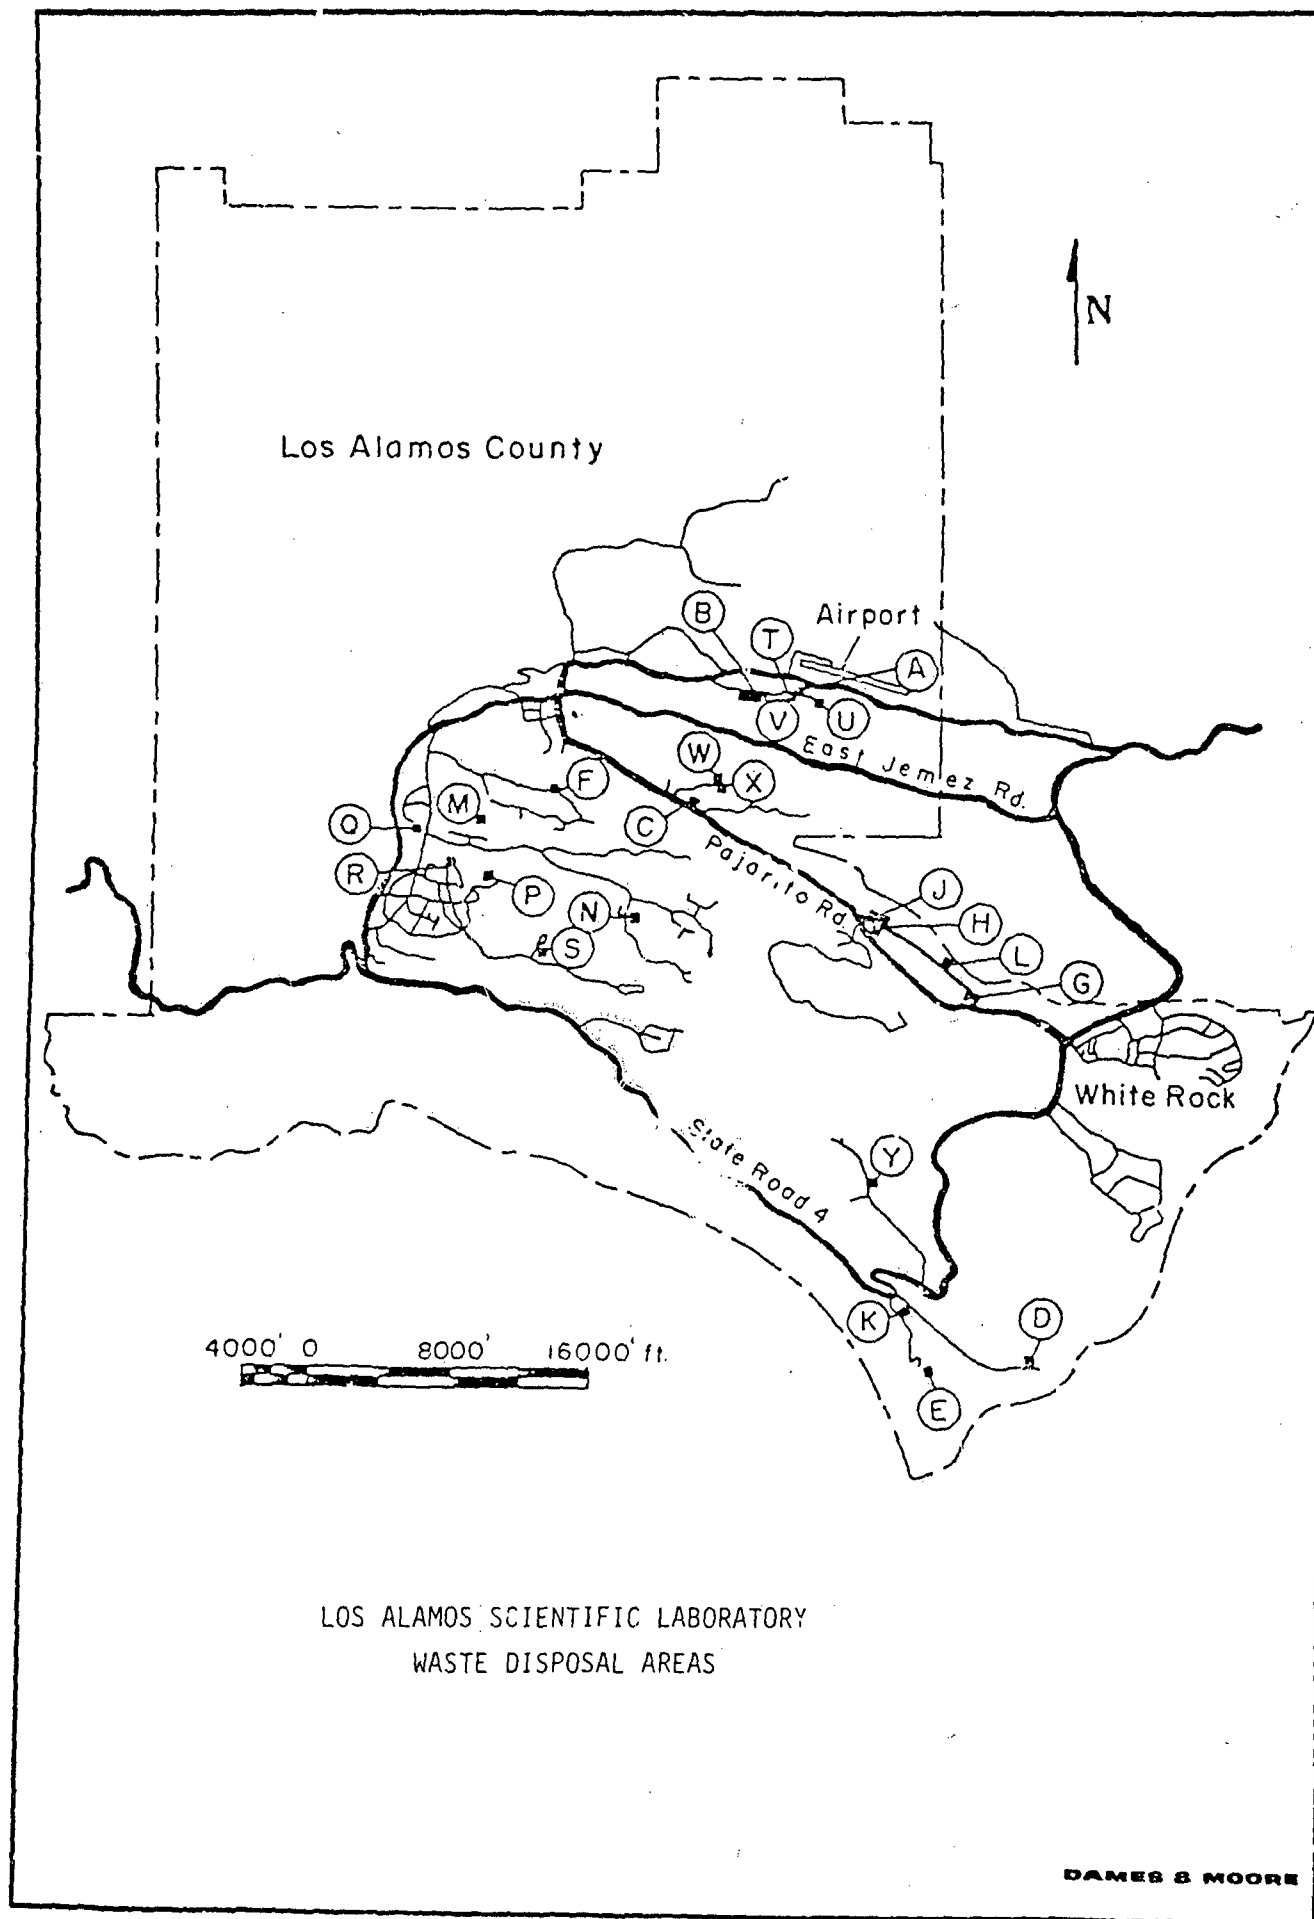 N
Los Alamos County
B
Airport
T
A
V
U
East Jemez Rd.
W
X
F
M
Q
C
Pajarito Rd.
R
P
N
J
H
S
L
G
White Rock
State Road 4
Y
K
D
E
4000' 0 8000' 16000' ft.
LOS ALAMOS SCIENTIFIC LABORATORY
WASTE DISPOSAL AREAS
DAMES & MOORE